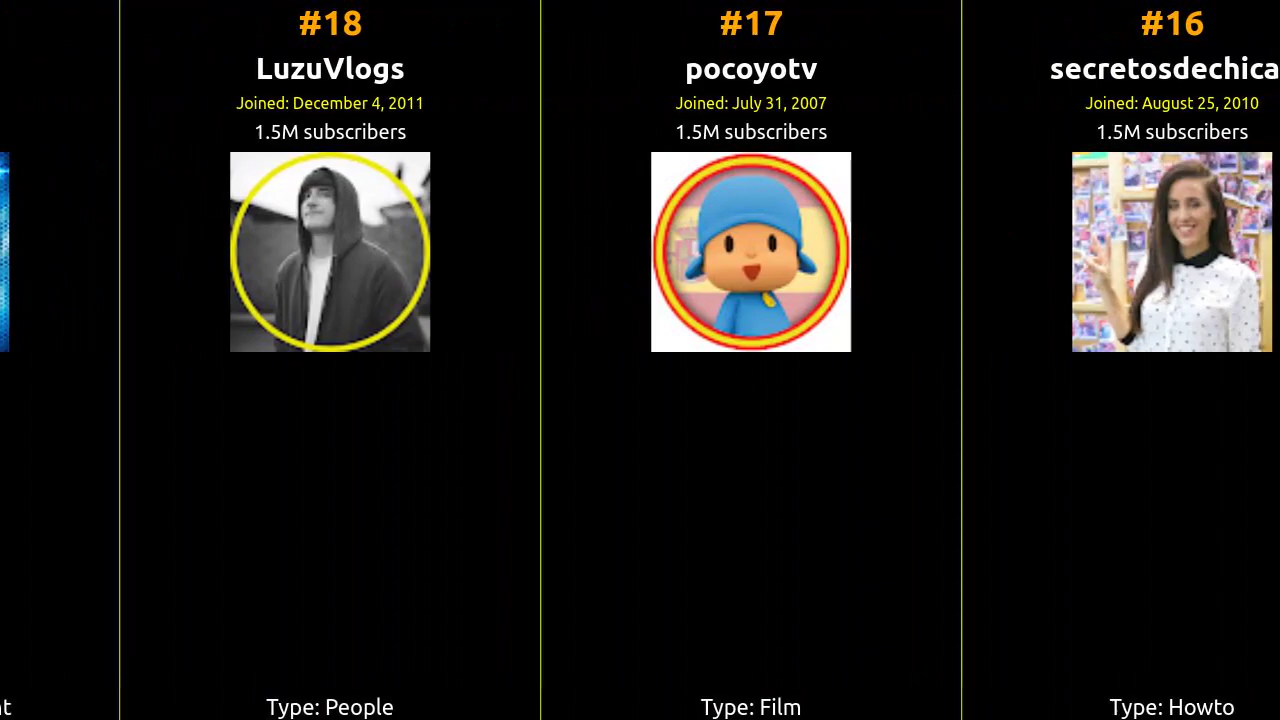 #18
LuzuVlogs
Joined: December 4, 2011
1.5M subscribers
Type: People
#17
pocoyotv
Joined: July 31, 2007
1.5M subscribers
Type: Film
#16
secretosdechica
Joined: August 25, 2010
1.5M subscribers
Type: Howto